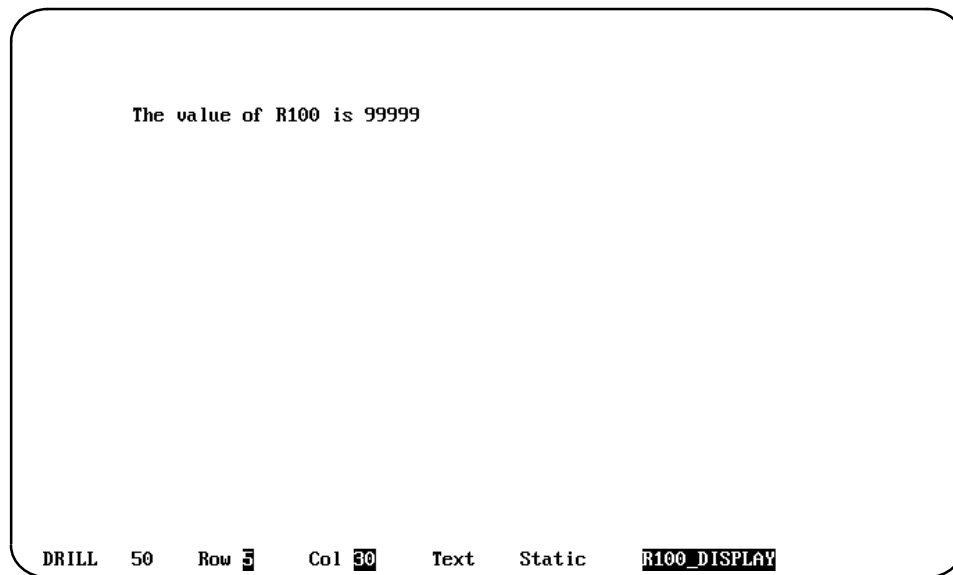 The value of R100 is 99999
DRILL 50 Row 5 Col 30 Text Static R100_DISPLAY